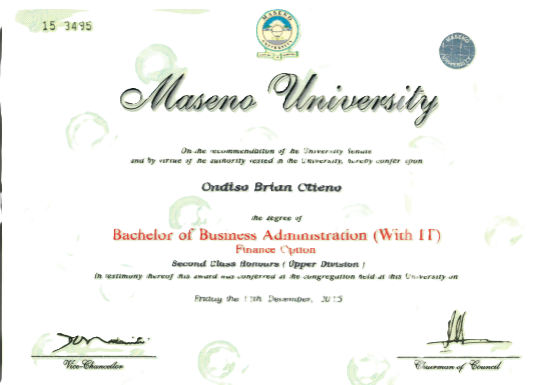 15 3495
MASENO
UNIVERSITY
MASENO
UNIVERSITY
Maseno University
On the recommendation of the University Senate
and by virtue of the authority vested in the University, hereby confer upon
Ondiso Brian Otieno
the degree of
Bachelor of Business Administration (With IT)
Finance Option
Second Class Honours ( Upper Division )
In testimony thereof this award was conferred at the congregation held at this University on
Friday the 11th December, 2015
Vice-Chancellor
Chairman of Council